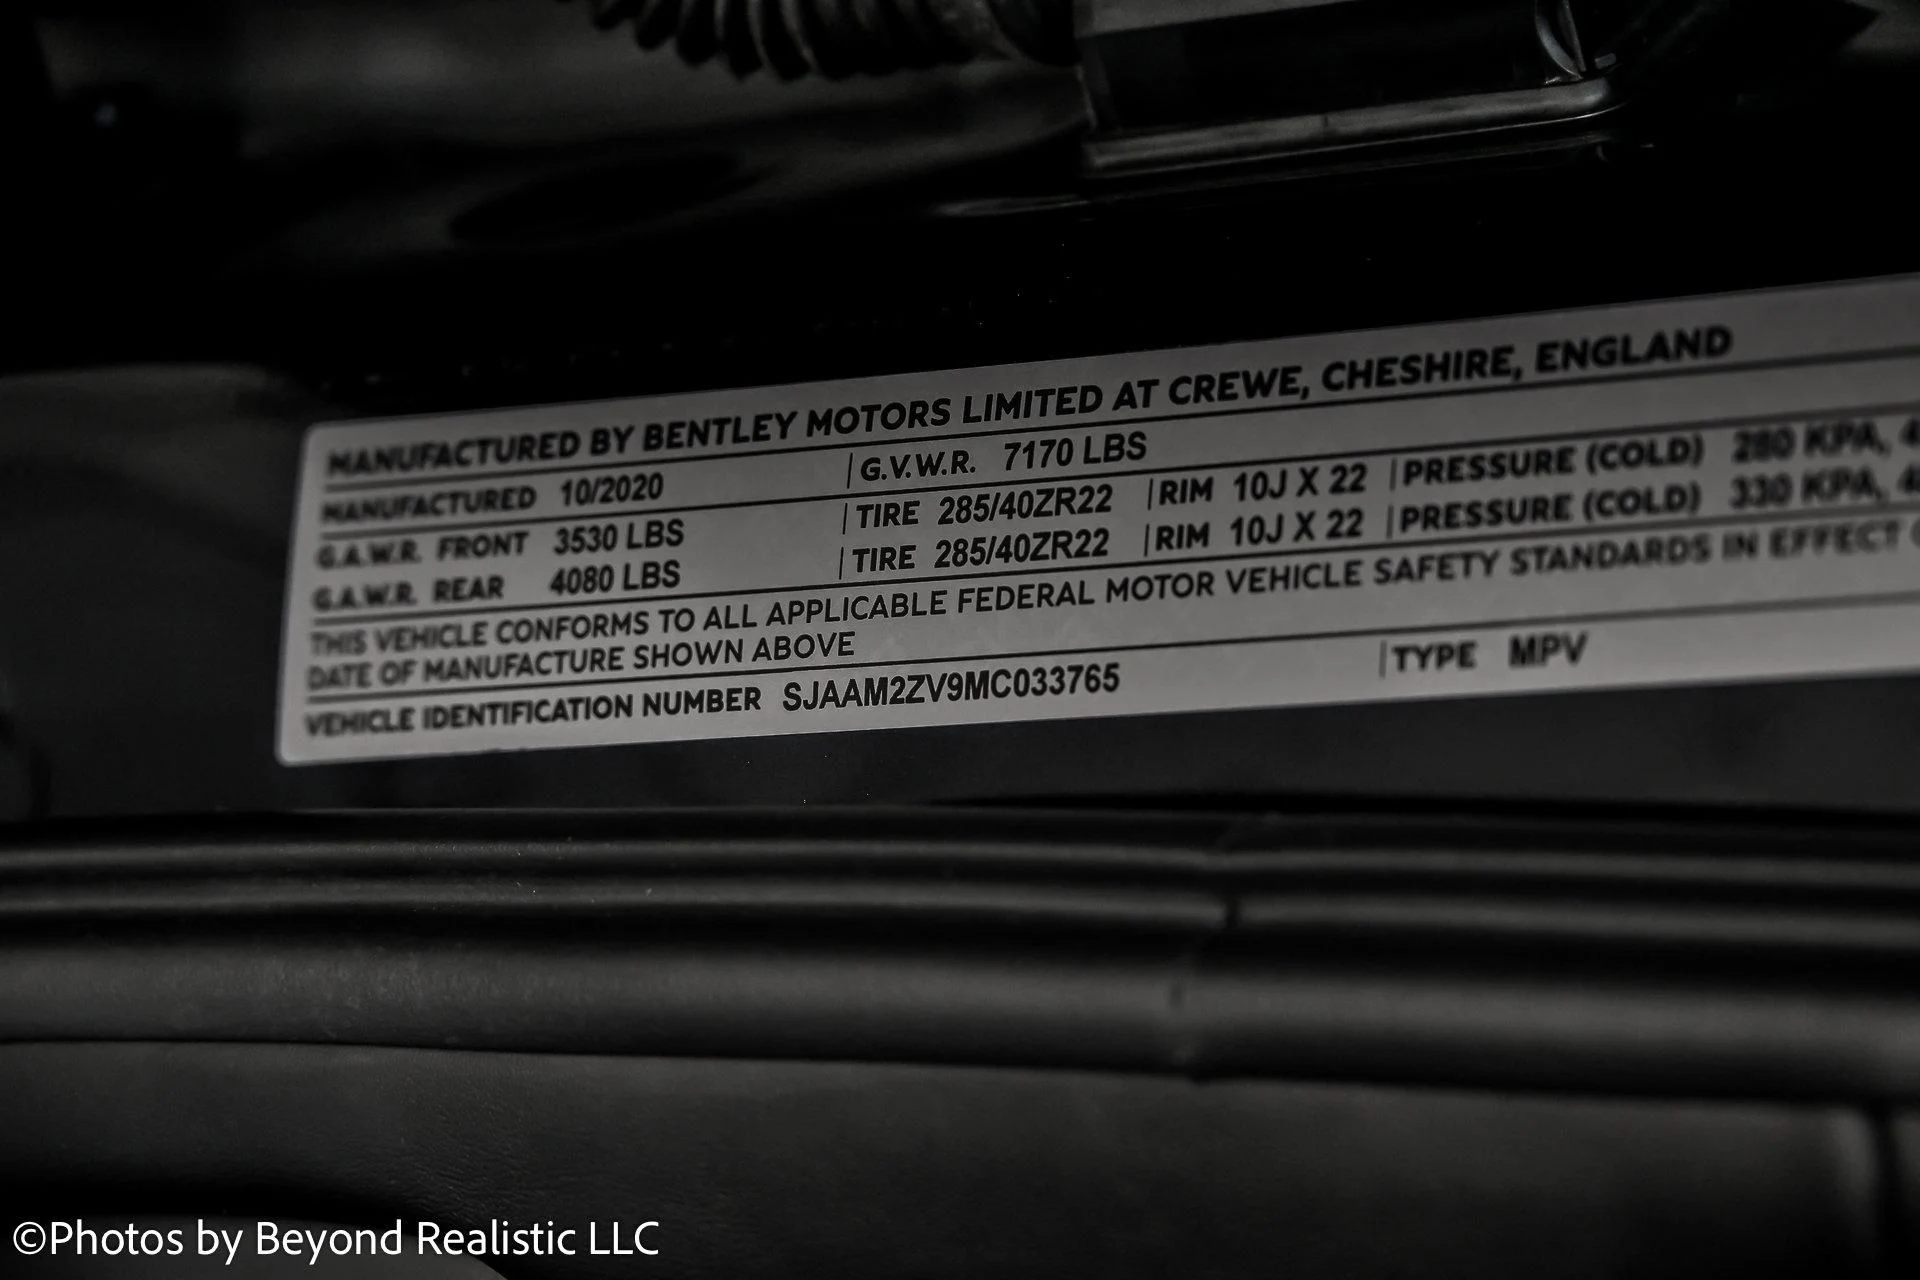 MANUFACTURED BY BENTLEY MOTORS LIMITED AT CREWE, CHESHIRE, ENGLAND
MANUFACTURED 10/2020 G.V.W.R. 7170 LBS
G.A.W.R. FRONT 3530 LBS TIRE 285/40ZR22 RIM 10J X 22 PRESSURE (COLD) 280 KPA,
G.A.W.R. REAR 4080 LBS TIRE 285/40ZR22 RIM 10J X 22 PRESSURE (COLD) 330 KPA,
THIS VEHICLE CONFORMS TO ALL APPLICABLE FEDERAL MOTOR VEHICLE SAFETY STANDARDS IN EFFECT
DATE OF MANUFACTURE SHOWN ABOVE
VEHICLE IDENTIFICATION NUMBER SJAAM2ZV9MC033765 TYPE MPV
©Photos by Beyond Realistic LLC